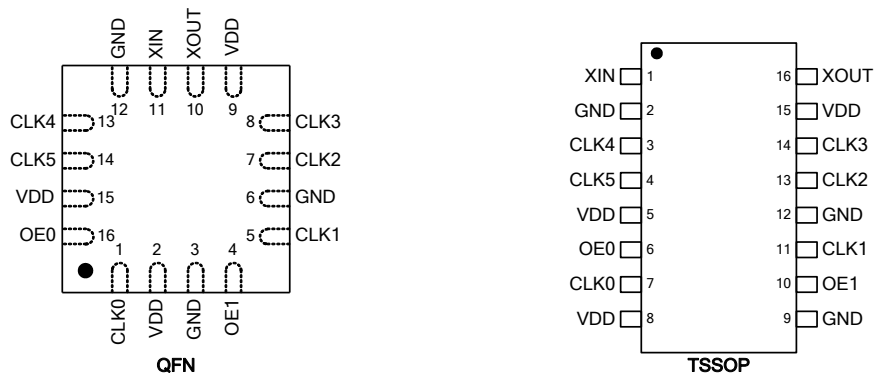 GND XIN XOUT VDD
12 11 10 9
CLK4 13 8 CLK3
CLK5 14 7 CLK2
VDD 15 6 GND
OE0 16 5 CLK1
1 2 3 4
CLK0 VDD GND OE1
QFN
XIN 1 16 XOUT
GND 2 15 VDD
CLK4 3 14 CLK3
CLK5 4 13 CLK2
VDD 5 12 GND
OE0 6 11 CLK1
CLK0 7 10 OE1
VDD 8 9 GND
TSSOP